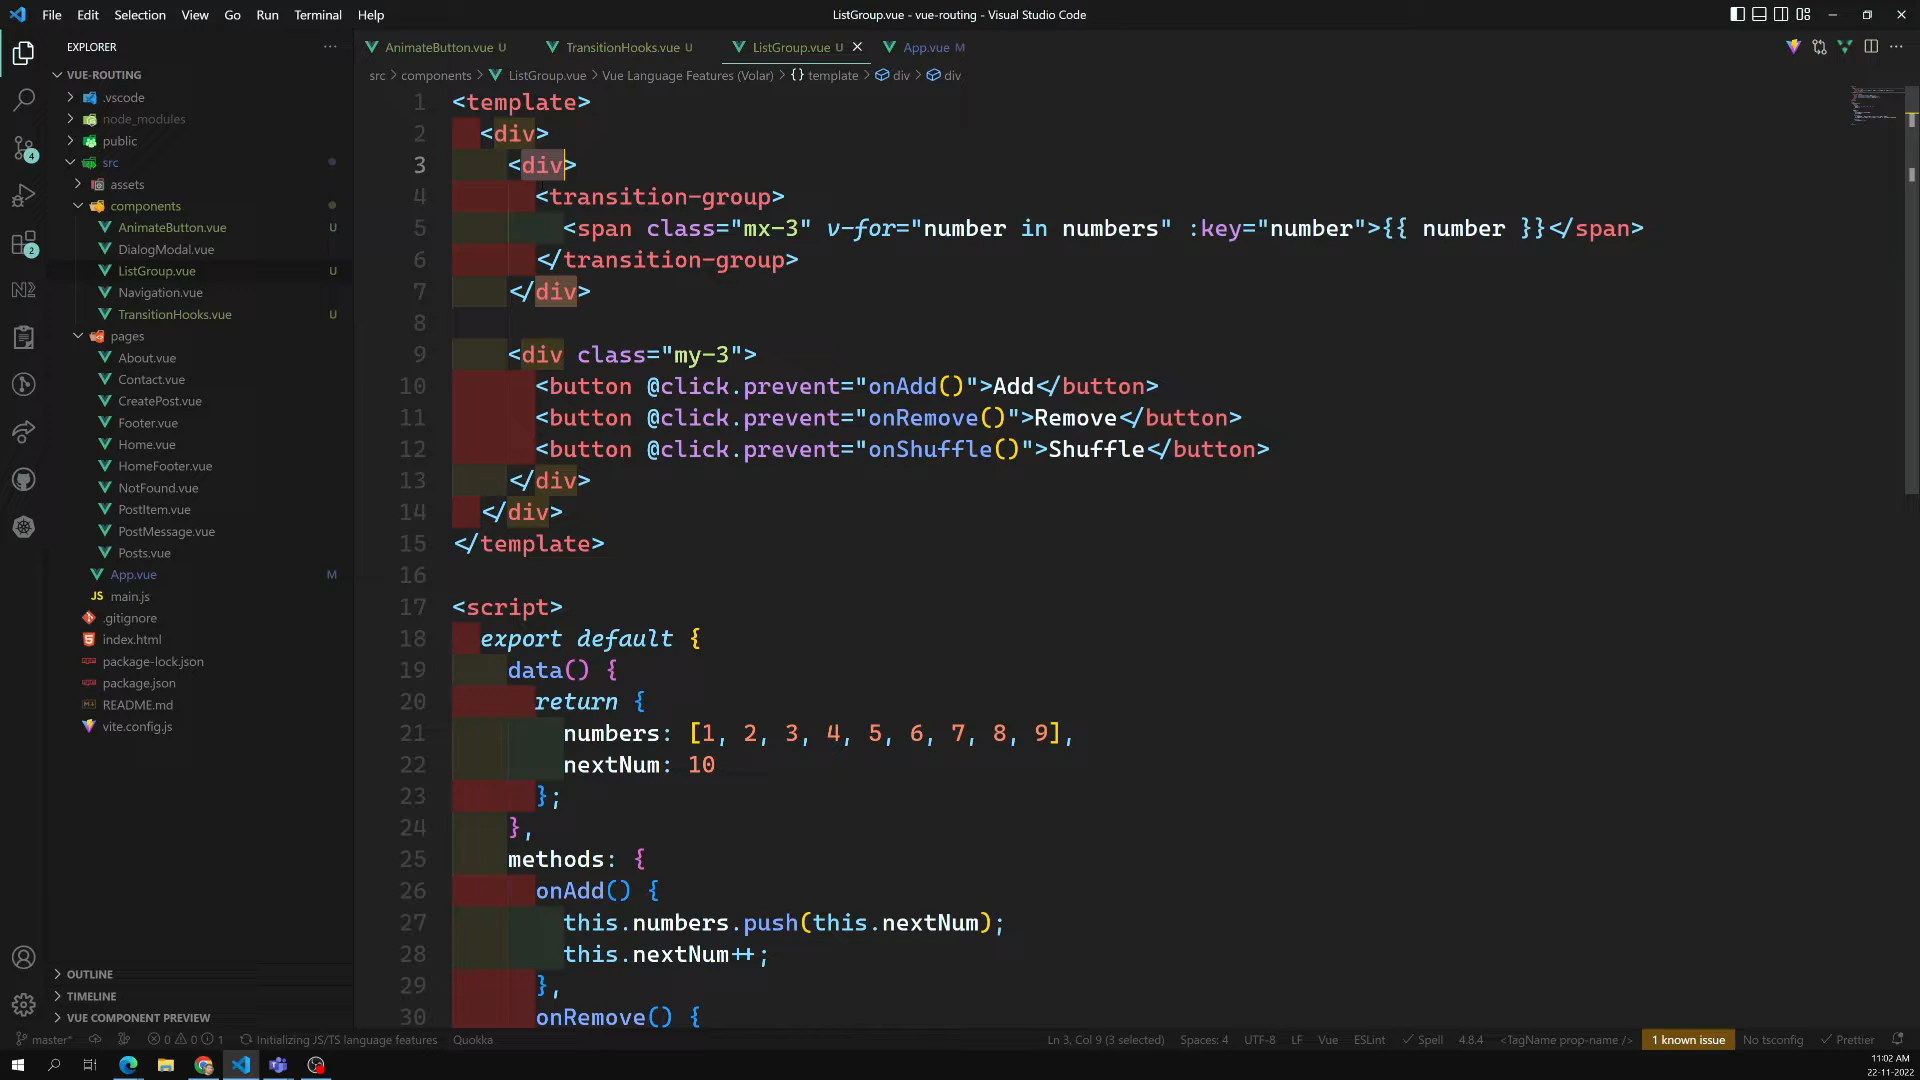 File Edit Selection View Go Run Terminal Help
ListGroup.vue - vue-routing - Visual Studio Code
EXPLORER
VUE-ROUTING
.vscode
node_modules
public
src
assets
components
AnimateButton.vue U
DialogModal.vue
ListGroup.vue U
Navigation.vue
TransitionHooks.vue U
pages
About.vue
Contact.vue
CreatePost.vue
Footer.vue
Home.vue
HomeFooter.vue
NotFound.vue
PostItem.vue
PostMessage.vue
Posts.vue
App.vue M
JS main.js
.gitignore
index.html
package-lock.json
package.json
README.md
vite.config.js
OUTLINE
TIMELINE
VUE COMPONENT PREVIEW
4
2
AnimateButton.vue U TransitionHooks.vue U ListGroup.vue U App.vue M
src > components > ListGroup.vue > Vue Language Features (Volar) > {} template > div > div
1 <template>
2 <div>
3 <div>
4 <transition-group>
5 <span class="mx-3" v-for="number in numbers" :key="number">{{ number }}</span>
6 </transition-group>
7 </div>
8
9 <div class="my-3">
10 <button @click.prevent="onAdd()">Add</button>
11 <button @click.prevent="onRemove()">Remove</button>
12 <button @click.prevent="onShuffle()">Shuffle</button>
13 </div>
14 </div>
15 </template>
16
17 <script>
18 export default {
19 data() {
20 return {
21 numbers: [1, 2, 3, 4, 5, 6, 7, 8, 9],
22 nextNum: 10
23 };
24 },
25 methods: {
26 onAdd() {
27 this.numbers.push(this.nextNum);
28 this.nextNum++;
29 },
30 onRemove() {
master* 0 0 1 Initializing JS/TS language features Quokka Ln 3, Col 9 (3 selected) Spaces: 4 UTF-8 LF Vue ESLint Spell 4.8.4 <TagName prop-name /> 1 known issue No tsconfig Prettier
11:02 AM
22-11-2022